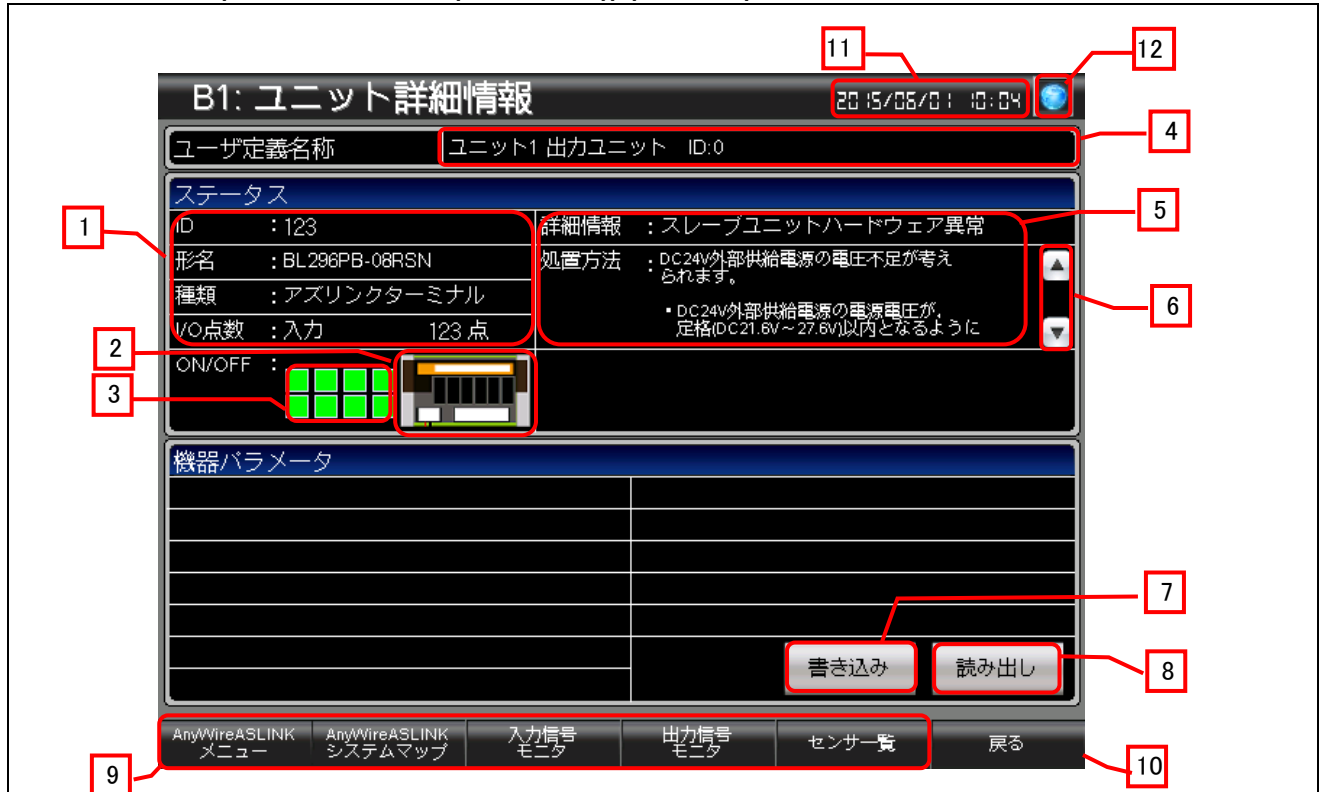 11
12
B1: ユニット詳細情報
2015/06/01 10:04
4
ユーザ定義名称
ユニット1 出力ユニット ID:0
ステータス
5
1
ID :123
詳細情報 :スレーブユニットハードウェア異常
形名 :BL296PB-08RSN
処置方法 :DC24V外部供給電源の電圧不足が考え
られます。
種類 :アズリンクターミナル
6
・DC24V外部供給電源の電源電圧が、
定格(DC21.6V～27.6V)以内となるように
I/O点数 :入力 123 点
2
ON/OFF :
3
機器パラメータ
7
書き込み
読み出し
8
AnyWireASLINK
メニュー
AnyWireASLINK
システムマップ
入力信号
モニタ
出力信号
モニタ
センサ一覧
戻る
9
10